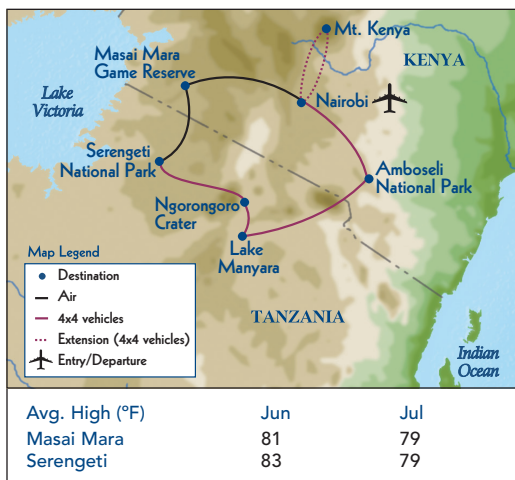 Mt. Kenya
Masai Mara
Game Reserve
KENYA
Lake
Victoria
Nairobi
Serengeti
National Park
Amboseli
National Park
Ngorongoro
Crater
Lake
Manyara
Map Legend
Destination
Air
4x4 vehicles
Extension (4x4 vehicles)
Entry/Departure
TANZANIA
Indian
Ocean
Avg. High (ºF) Jun Jul
Masai Mara 81 79
Serengeti 83 79